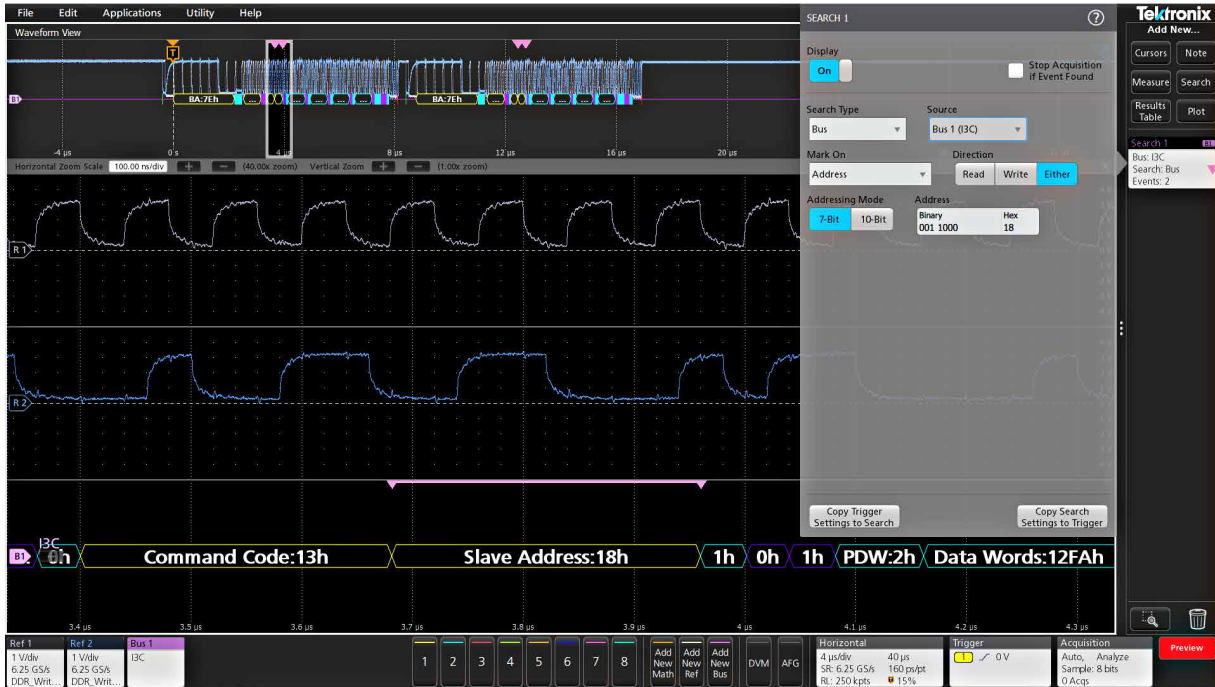 File Edit Applications Utility Help
Waveform View
T
B1
BA:7Eh ... ... ... ... ... ... BA:7Eh ... ... ... ... ...
-4 µs 0 s 4 µs 8 µs 12 µs 16 µs 20 µs
Horizontal Zoom Scale 100.00 ns/div + − (40.00x zoom) Vertical Zoom + − (1.00x zoom)
R 1
R 2
I3C
B1 0h Command Code:13h Slave Address:18h 1h 0h 1h PDW:2h Data Words:12FAh
3.4 µs 3.5 µs 3.6 µs 3.7 µs 3.8 µs 3.9 µs 4 µs 4.1 µs 4.2 µs 4.3 µs
SEARCH 1 ?
Display
On
Stop Acquisition
if Event Found
Search Type Source
Bus Bus 1 (I3C)
Mark On Direction
Address Read Write Either
Addressing Mode Address
7-Bit 10-Bit
Binary Hex
001 1000 18
Copy Trigger
Settings to Search
Copy Search
Settings to Trigger
Tektronix
Add New...
Cursors Note
Measure Search
Results
Table
Plot
Search 1 B1
Bus: I3C
Search: Bus
Events: 2
Ref 1
1 V/div
6.25 GS/s
DDR_Writ...
Ref 2
1 V/div
6.25 GS/s
DDR_Writ...
Bus 1
I3C
1 2 3 4 5 6 7 8
Add
New
Math
Add
New
Ref
Add
New
Bus
DVM AFG
Horizontal
4 µs/div 40 µs
SR: 6.25 GS/s 160 ps/pt
RL: 250 kpts 15%
Trigger
1 0 V
Acquisition
Auto, Analyze
Sample: 8 bits
0 Acqs
Preview